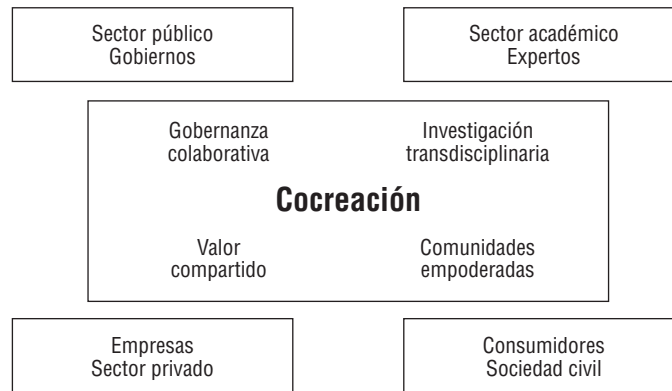 Sector público
Gobiernos
Sector académico
Expertos
Gobernanza
colaborativa
Investigación
transdisciplinaria
Cocreación
Valor
compartido
Comunidades
empoderadas
Empresas
Sector privado
Consumidores
Sociedad civil